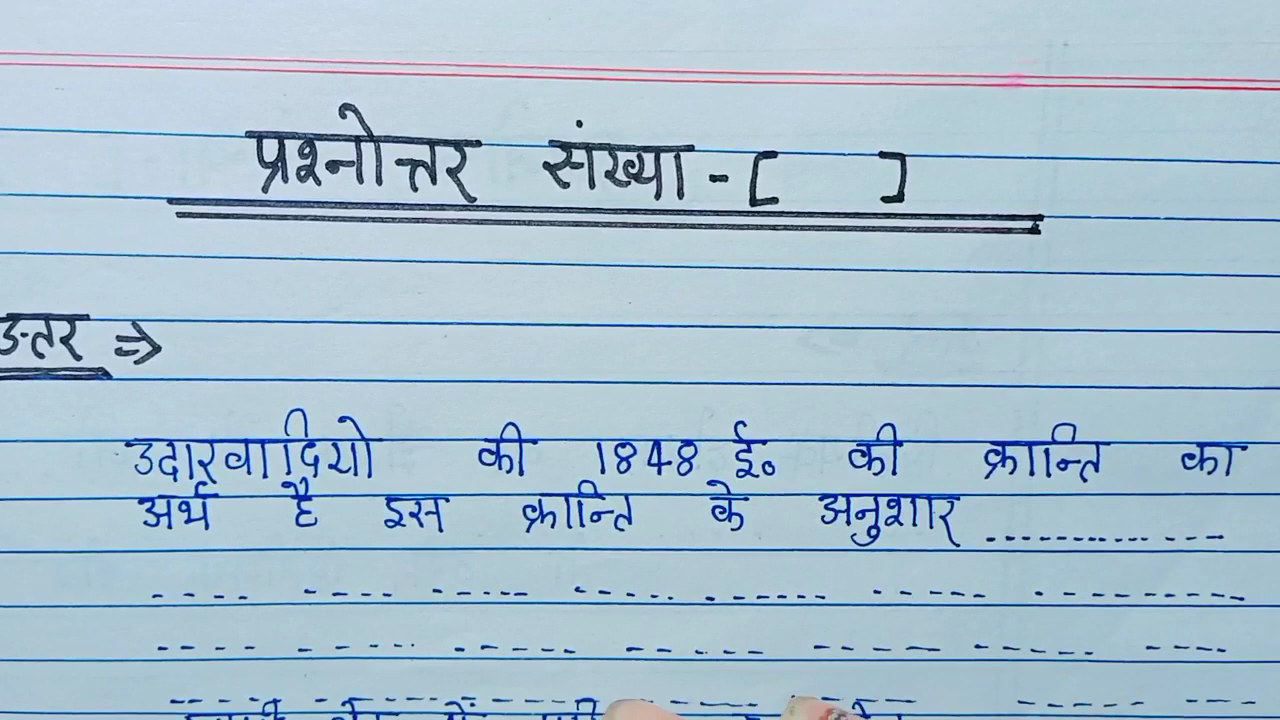 प्रश्नोत्तर संख्या - [ ]
उत्तर ⇒
उदारवादियो की 1848 ई० की क्रान्ति का
अर्थ है इस क्रान्ति के अनुशार ............ ---
---- ---- ----- ----- ------ ----- ---------
---- ----- ----- ----- ----- ----- ----